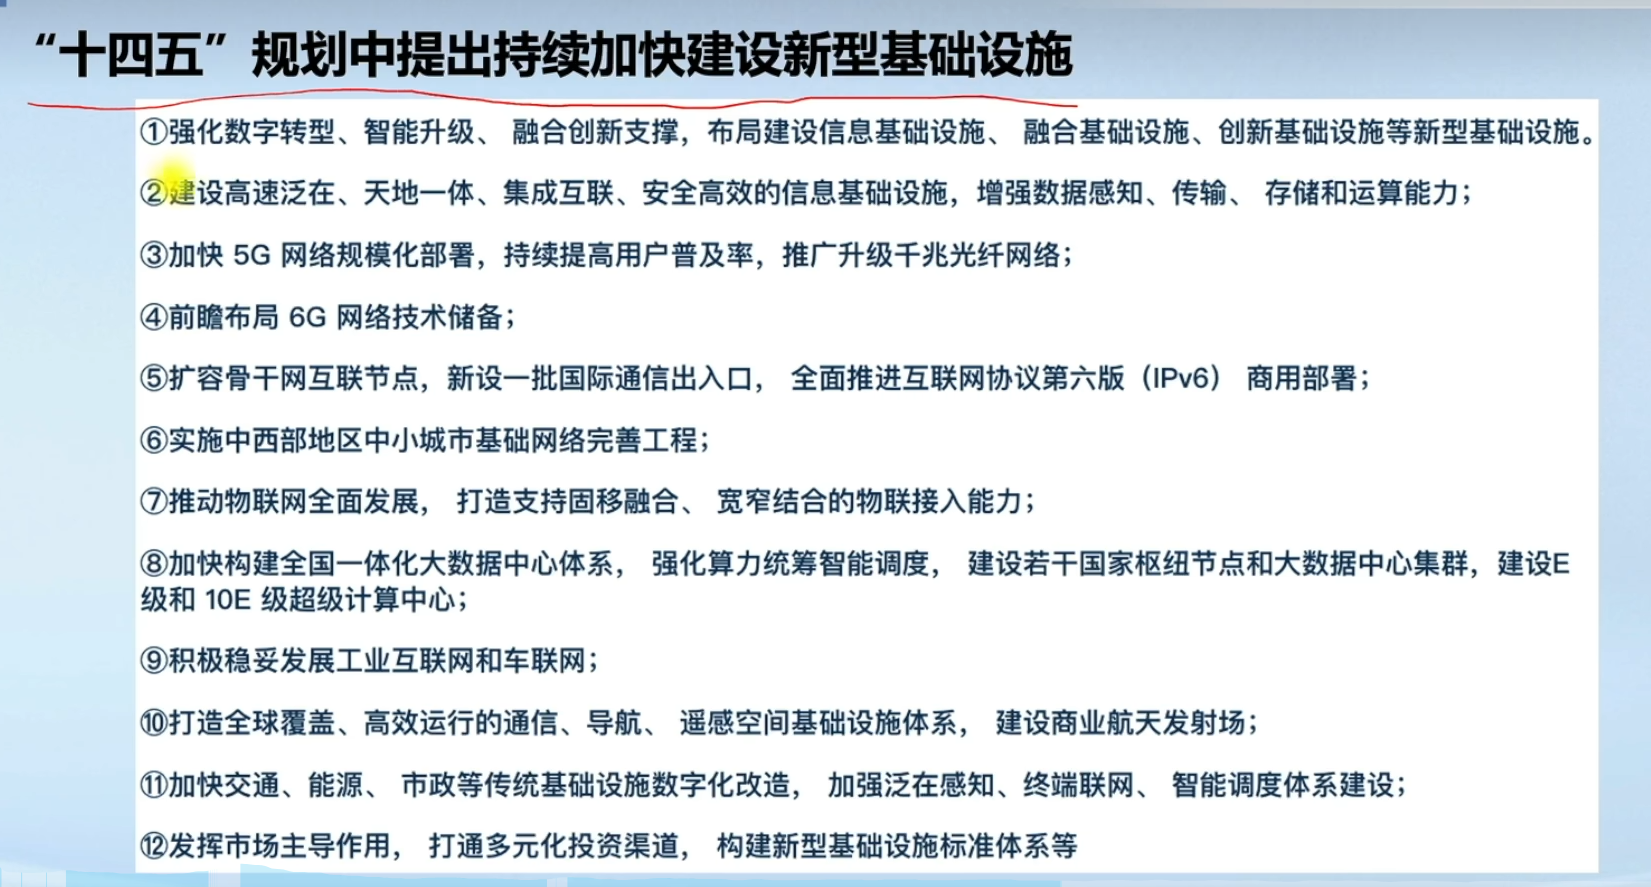 “十四五”规划中提出持续加快建设新型基础设施
①强化数字转型、智能升级、 融合创新支撑，布局建设信息基础设施、 融合基础设施、创新基础设施等新型基础设施。
②建设高速泛在、天地一体、集成互联、安全高效的信息基础设施，增强数据感知、传输、 存储和运算能力；
③加快 5G 网络规模化部署，持续提高用户普及率，推广升级千兆光纤网络；
④前瞻布局 6G 网络技术储备；
⑤扩容骨干网互联节点，新设一批国际通信出入口， 全面推进互联网协议第六版（IPv6） 商用部署；
⑥实施中西部地区中小城市基础网络完善工程；
⑦推动物联网全面发展， 打造支持固移融合、 宽窄结合的物联接入能力；
⑧加快构建全国一体化大数据中心体系， 强化算力统筹智能调度， 建设若干国家枢纽节点和大数据中心集群，建设E
级和 10E 级超级计算中心；
⑨积极稳妥发展工业互联网和车联网；
⑩打造全球覆盖、高效运行的通信、导航、 遥感空间基础设施体系， 建设商业航天发射场；
⑪加快交通、能源、 市政等传统基础设施数字化改造， 加强泛在感知、终端联网、 智能调度体系建设；
⑫发挥市场主导作用， 打通多元化投资渠道， 构建新型基础设施标准体系等